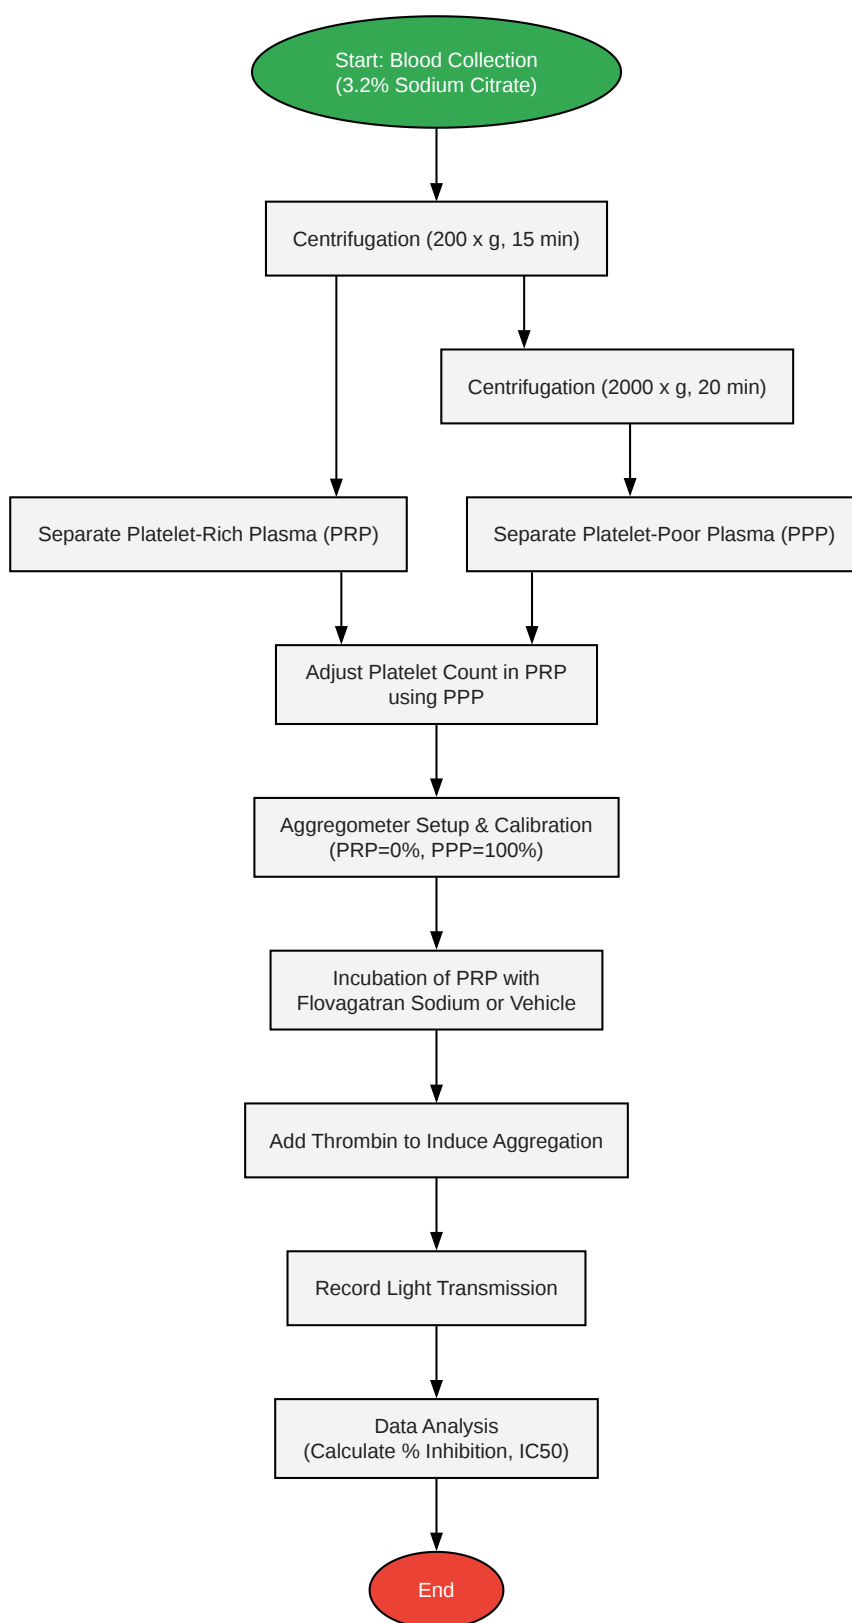 Start: Blood Collection
(3.2% Sodium Citrate)
Centrifugation (200 x g, 15 min)
Centrifugation (2000 x g, 20 min)
Separate Platelet-Rich Plasma (PRP)
Separate Platelet-Poor Plasma (PPP)
Adjust Platelet Count in PRP
using PPP
Aggregometer Setup & Calibration
(PRP=0%, PPP=100%)
Incubation of PRP with
Flovagatran Sodium or Vehicle
Add Thrombin to Induce Aggregation
Record Light Transmission
Data Analysis
(Calculate % Inhibition, IC50)
End